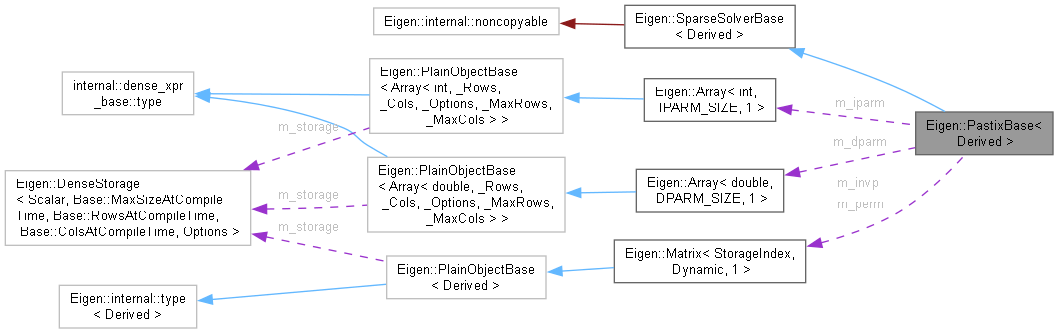 Eigen::internal::noncopyable
Eigen::SparseSolverBase
< Derived >
internal::dense_xpr
_base::type
Eigen::PlainObjectBase
< Array< int, _Rows,
_Cols, _Options, _MaxRows,
_MaxCols > >
Eigen::Array< int,
IPARM_SIZE, 1 >
m_iparm
Eigen::PastixBase<
Derived >
m_storage
m_dparm
Eigen::DenseStorage
< Scalar, Base::MaxSizeAtCompile
Time, Base::RowsAtCompileTime,
Base::ColsAtCompileTime, Options >
m_storage
Eigen::PlainObjectBase
< Array< double, _Rows,
_Cols, _Options, _MaxRows,
_MaxCols > >
Eigen::Array< double,
DPARM_SIZE, 1 >
m_invp
m_perm
m_storage
Eigen::PlainObjectBase
< Derived >
Eigen::Matrix< StorageIndex,
Dynamic, 1 >
Eigen::internal::type
< Derived >